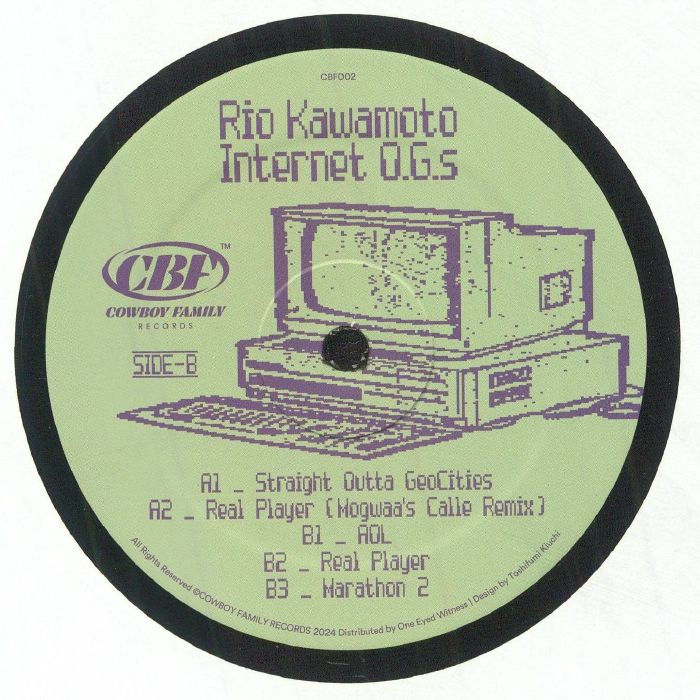 CBF002
Rio Kawamoto
Internet O.G.s
CBF™
COWBOY FAMILY
RECORDS
SIDE-B
A1 _ Straight Outta GeoCities
A2 _ Real Player (Mogwaa's Calle Remix)
B1 _ AOL
B2 _ Real Player
B3 _ Marathon 2
All Rights Reserved ©COWBOY FAMILY RECORDS 2024 Distributed by One Eyed Witness | Design by Toshifumi Kiuchi